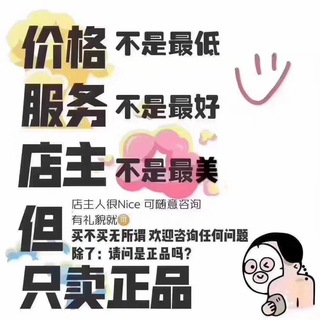 价格 不是最低
服务 不是最好
店主 不是最美
店主人很Nice 可随意咨询
有礼貌就🉑
但 买不买无所谓 欢迎咨询任何问题
除了：请问是正品吗？
只卖正品